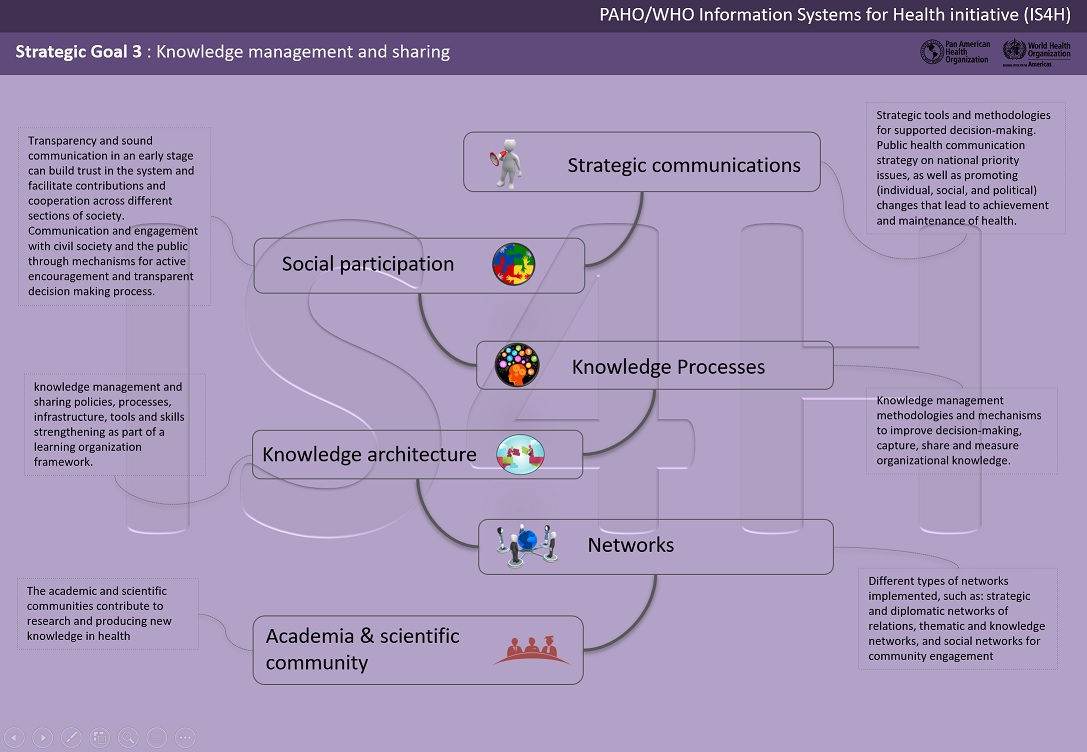 PAHO/WHO Information Systems for Health initiative (IS4H)
Strategic Goal 3 : Knowledge management and sharing
Pan American
Health
Organization
World Health
Organization
Americas
Strategic communications
Strategic tools and methodologies
for supported decision-making.
Public health communication
strategy on national priority
issues, as well as promoting
(individual, social, and political)
changes that lead to achievement
and maintenance of health.
Transparency and sound
communication in an early stage
can build trust in the system and
facilitate contributions and
cooperation across different
sections of society.
Communication and engagement
with civil society and the public
through mechanisms for active
encouragement and transparent
decision making process.
Social participation
Knowledge Processes
Knowledge management
methodologies and mechanisms
to improve decision-making,
capture, share and measure
organizational knowledge.
knowledge management and
sharing policies, processes,
infrastructure, tools and skills
strengthening as part of a
learning organization
framework.
Knowledge architecture
Networks
Different types of networks
implemented, such as: strategic
and diplomatic networks of
relations, thematic and knowledge
networks, and social networks for
community engagement
The academic and scientific
communities contribute to
research and producing new
knowledge in health
Academia & scientific
community
IS4H